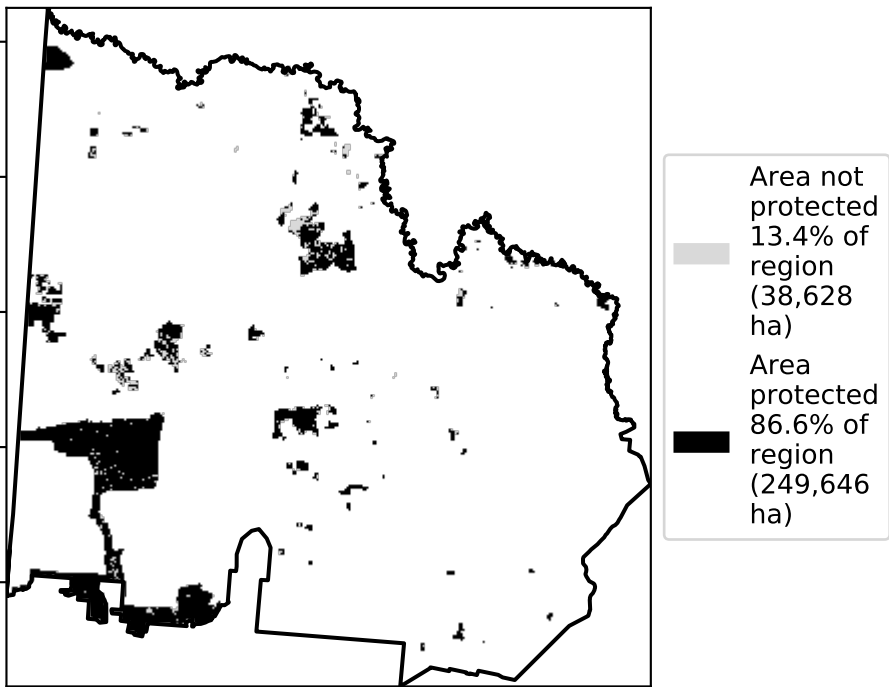 Area not
protected
13.4% of
region
(38,628
ha)
Area
protected
86.6% of
region
(249,646
ha)